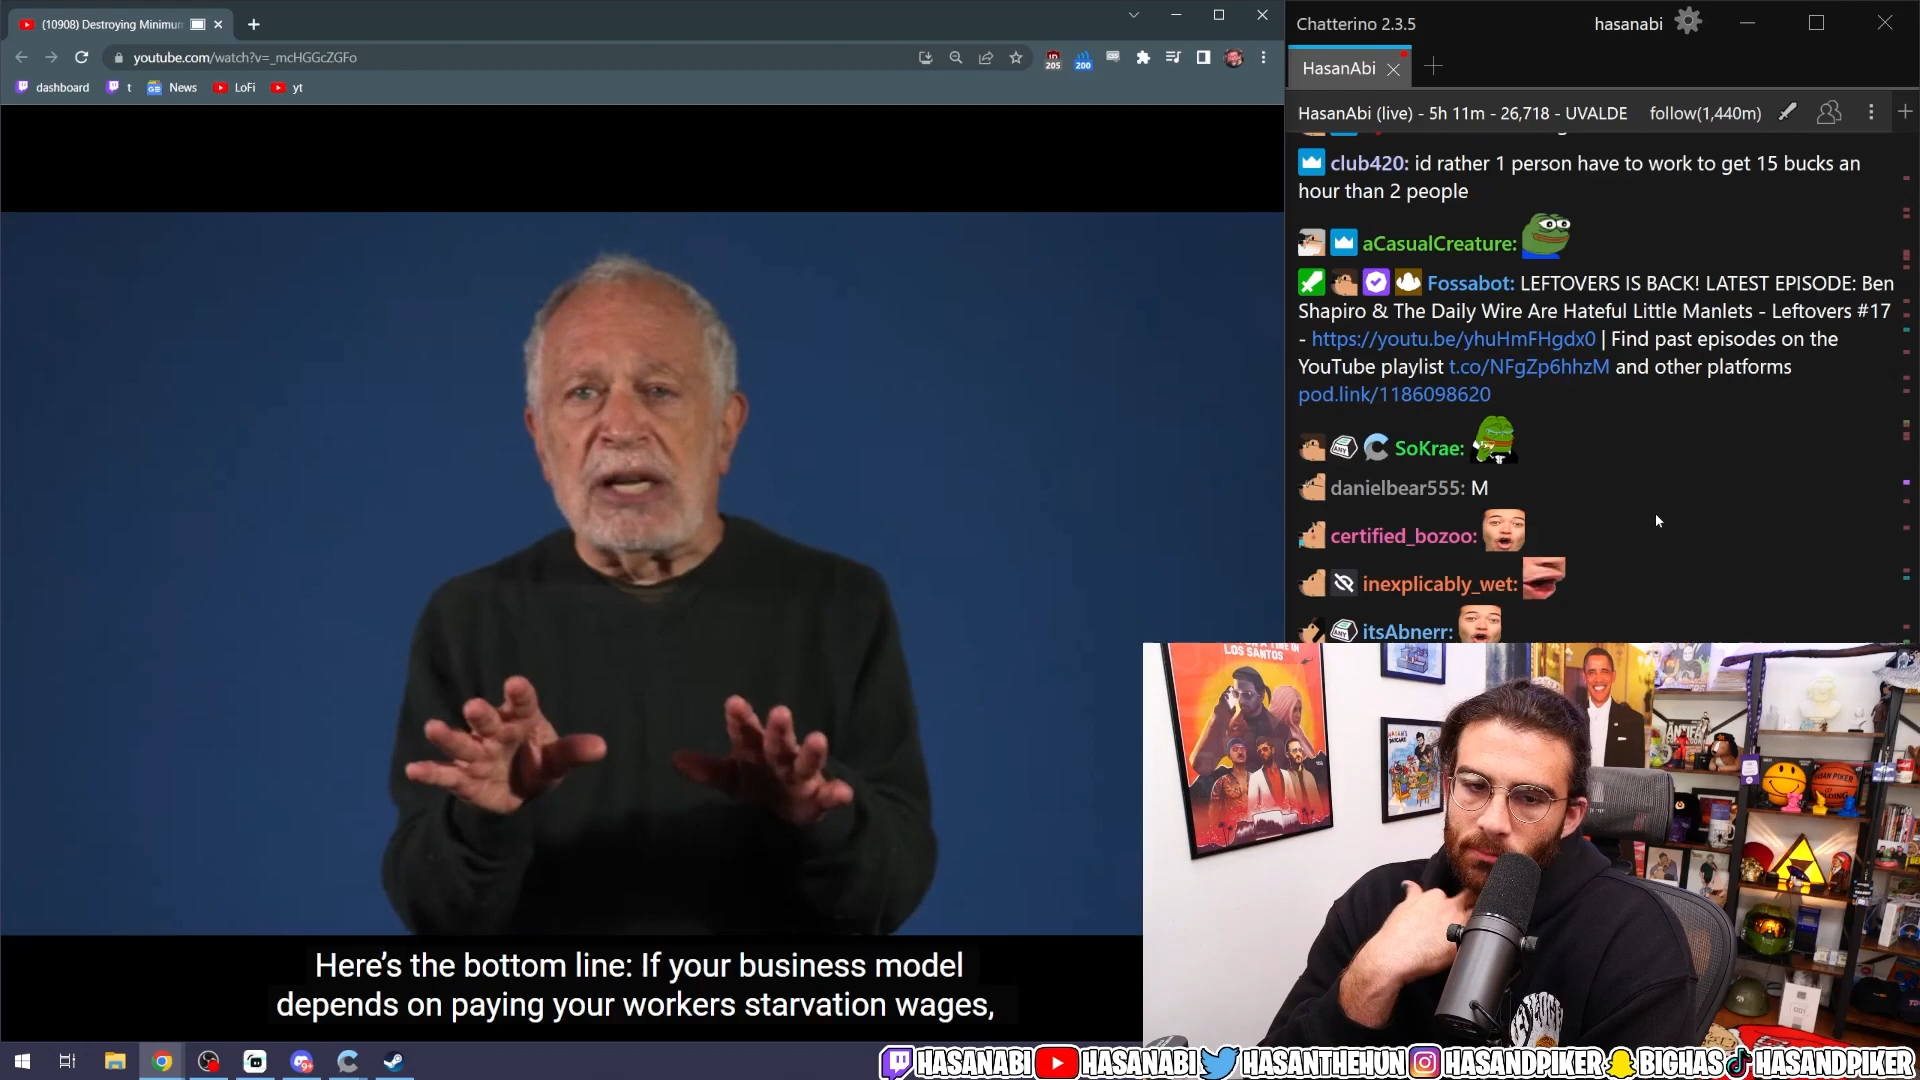 (10908) Destroying Minimu
youtube.com/watch?v=_mcHGGcZGFo
205
200
dashboard
t
News
LoFi
yt
Here's the bottom line: If your business model
depends on paying your workers starvation wages,
Chatterino 2.3.5
hasanabi
HasanAbi
HasanAbi (live) - 5h 11m - 26,718 - UVALDE
follow(1,440m)
club420: id rather 1 person have to work to get 15 bucks an
hour than 2 people
aCasualCreature:
Fossabot: LEFTOVERS IS BACK! LATEST EPISODE: Ben
Shapiro & The Daily Wire Are Hateful Little Manlets - Leftovers #17
- https://youtu.be/yhuHmFHgdx0 | Find past episodes on the
YouTube playlist t.co/NFgZp6hhzM and other platforms
pod.link/1186098620
SoKrae:
danielbear555: M
certified_bozoo:
inexplicably_wet:
itsAbnerr:
LOS SANTOS
HASANABI
HASANABI
HASANTHEHUN
HASANDPIKER
BIGHAS
HASANDPIKER